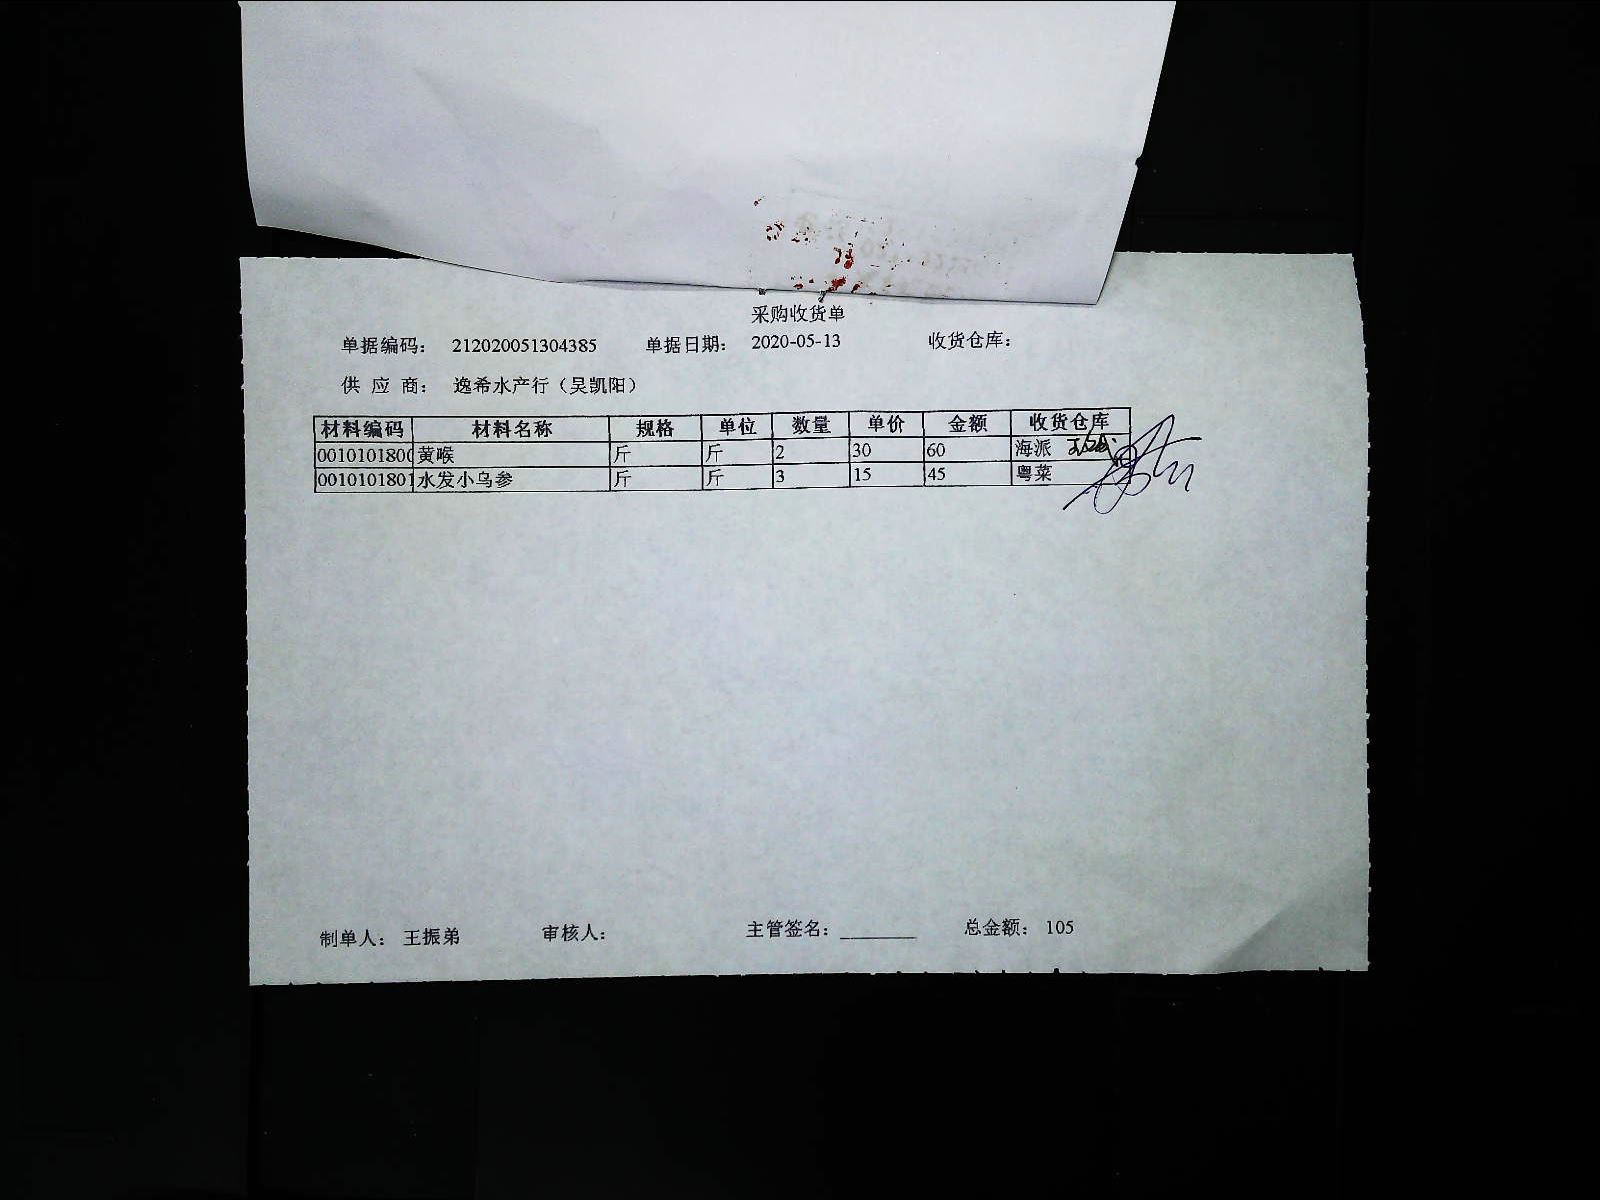 采购收货单
单据编码： 212020051304385 单据日期： 2020-05-13 收货仓库：
供 应 商： 逸希水产行（吴凯阳）
材料编码 材料名称 规格 单位 数量 单价 金额 收货仓库
0010101800 黄喉 斤 斤 2 30 60 海派
0010101801 水发小乌参 斤 斤 3 15 45 粤菜
制单人： 王振弟 审核人： 主管签名： 总金额： 105